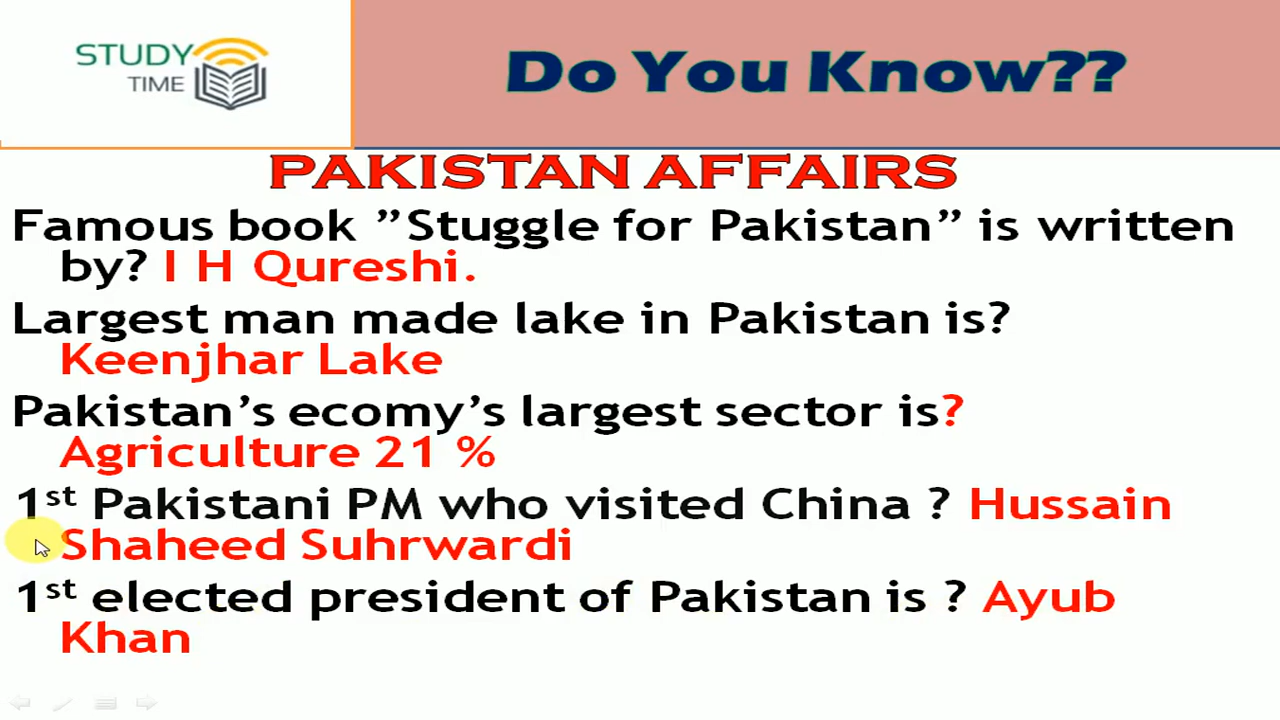 STUDY
TIME
Do You Know??
PAKISTAN AFFAIRS
Famous book ”Stuggle for Pakistan” is written
by? I H Qureshi.
Largest man made lake in Pakistan is?
Keenjhar Lake
Pakistan’s ecomy’s largest sector is?
Agriculture 21 %
1st Pakistani PM who visited China ? Hussain
Shaheed Suhrwardi
1st elected president of Pakistan is ? Ayub
Khan